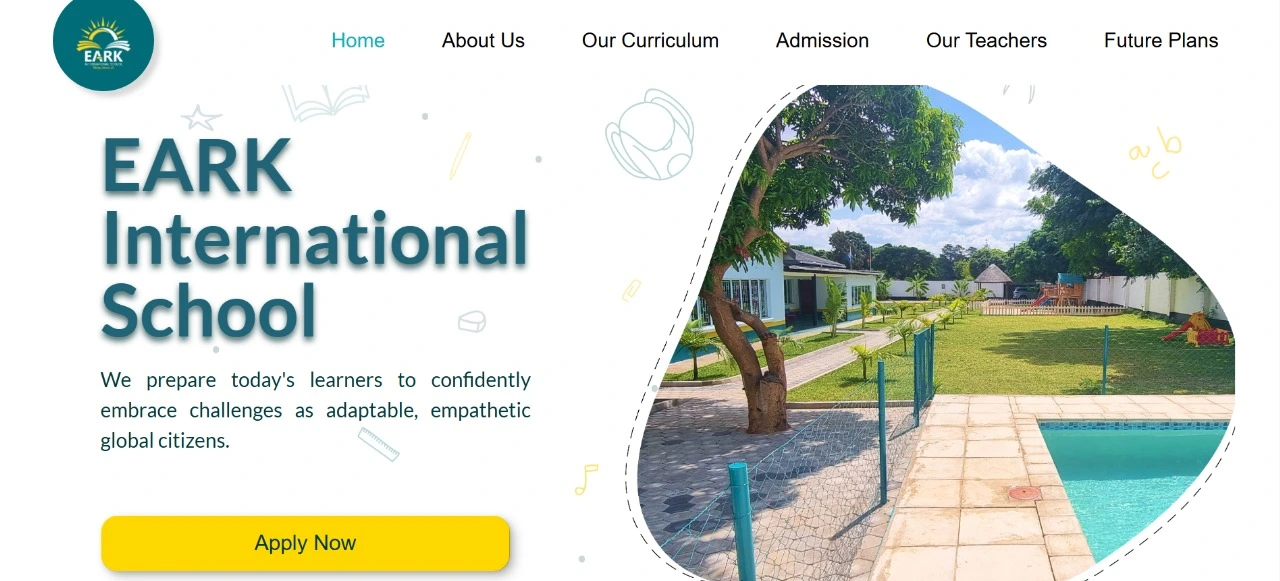 EARK
Home
About Us
Our Curriculum
Admission
Our Teachers
Future Plans
EARK
International
School
We prepare today's learners to confidently
embrace challenges as adaptable, empathetic
global citizens.
Apply Now
a b
c